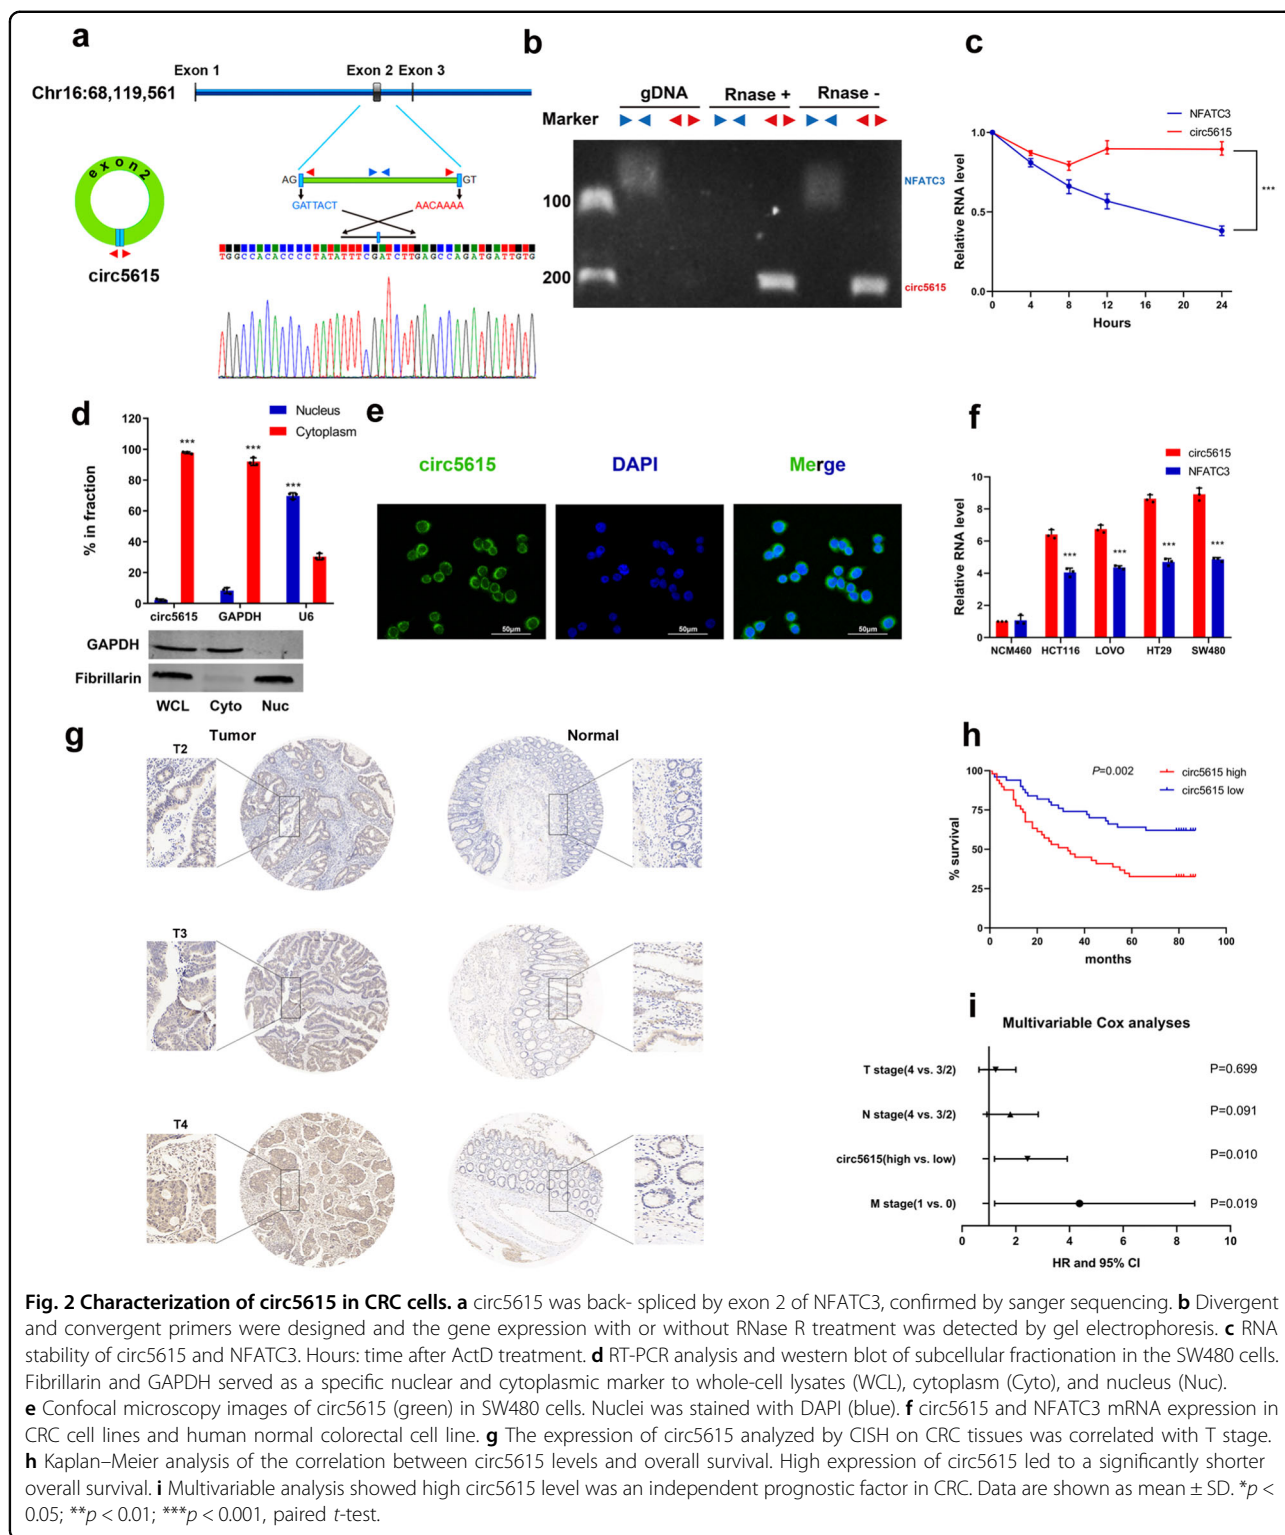 a
Exon 1
Exon 2
Exon 3
Chr16:68,119,561
exon2
circ5615
AG
GT
GATTACT
AACAAAA
TGGCCACACCCCTATATTTCGATCTTGAGCCAGATGATTGTG
b
gDNA
Rnase +
Rnase -
Marker
100
200
NFATC3
circ5615
c
NFATC3
circ5615
Relative RNA level
1.0
0.5
0.0
0
4
8
12
16
20
24
Hours
***
d
Nucleus
Cytoplasm
% in fraction
120
100
80
60
40
20
0
***
***
***
circ5615
GAPDH
U6
GAPDH
Fibrillarin
WCL
Cyto
Nuc
e
circ5615
DAPI
Merge
50μm
50μm
50μm
f
circ5615
NFATC3
Relative RNA level
10
8
6
4
2
0
***
***
***
***
NCM460
HCT116
LOVO
HT29
SW480
g
Tumor
Normal
T2
T3
T4
h
P=0.002
circ5615 high
circ5615 low
% survival
100
75
50
25
0
0
20
40
60
80
100
months
i
Multivariable Cox analyses
T stage(4 vs. 3/2)
P=0.699
N stage(4 vs. 3/2)
P=0.091
circ5615(high vs. low)
P=0.010
M stage(1 vs. 0)
P=0.019
0
2
4
6
8
10
HR and 95% CI
Fig. 2 Characterization of circ5615 in CRC cells. a circ5615 was back- spliced by exon 2 of NFATC3, confirmed by sanger sequencing. b Divergent
and convergent primers were designed and the gene expression with or without RNase R treatment was detected by gel electrophoresis. c RNA
stability of circ5615 and NFATC3. Hours: time after ActD treatment. d RT-PCR analysis and western blot of subcellular fractionation in the SW480 cells.
Fibrillarin and GAPDH served as a specific nuclear and cytoplasmic marker to whole-cell lysates (WCL), cytoplasm (Cyto), and nucleus (Nuc).
e Confocal microscopy images of circ5615 (green) in SW480 cells. Nuclei was stained with DAPI (blue). f circ5615 and NFATC3 mRNA expression in
CRC cell lines and human normal colorectal cell line. g The expression of circ5615 analyzed by CISH on CRC tissues was correlated with T stage.
h Kaplan–Meier analysis of the correlation between circ5615 levels and overall survival. High expression of circ5615 led to a significantly shorter
overall survival. i Multivariable analysis showed high circ5615 level was an independent prognostic factor in CRC. Data are shown as mean ± SD. *p <
0.05; **p < 0.01; ***p < 0.001, paired t-test.